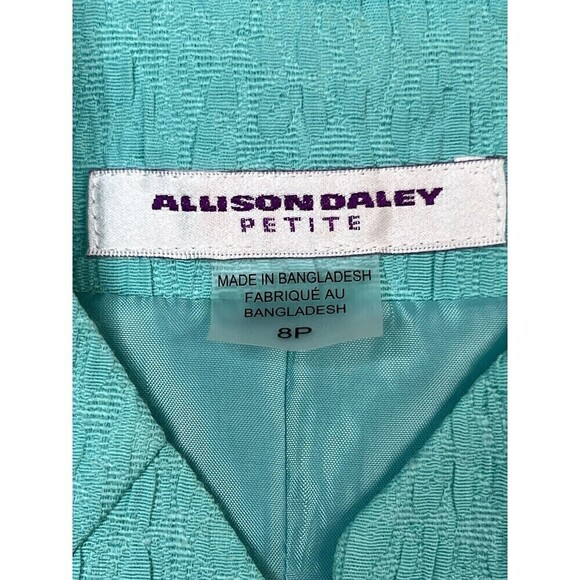 ALLISON DALEY
PETITE
MADE IN BANGLADESH
FABRIQUÉ AU
BANGLADESH
8P